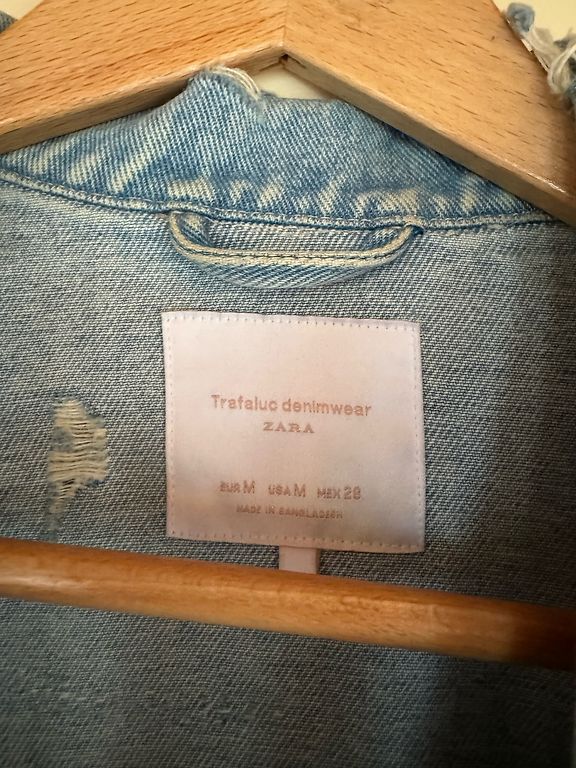 Trafaluc denimwear
ZARA
EUR M USA M MEX 28
MADE IN BANGLADESH